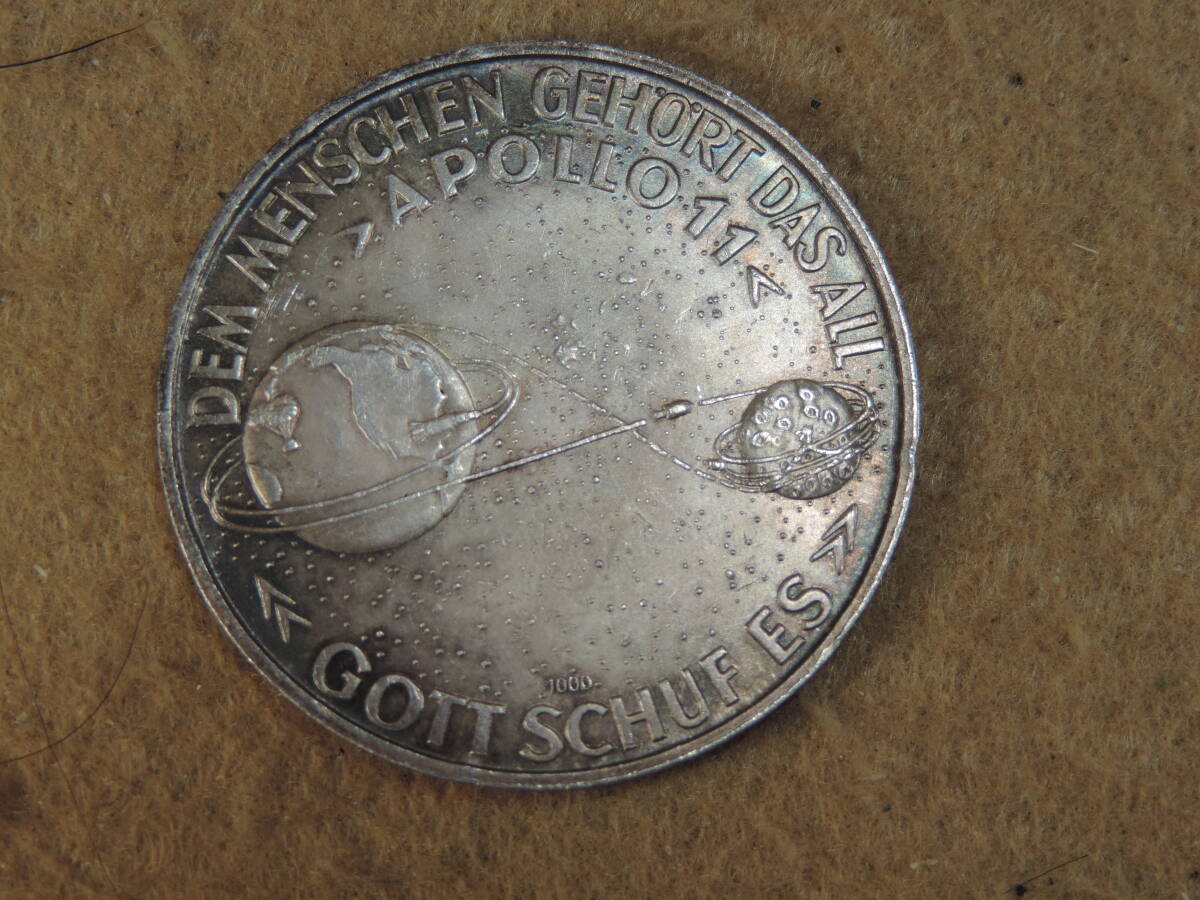 DEM MENSCHEN GEHÖRT DAS ALL
>APOLLO 11<
1000
« GOTT SCHUF ES »